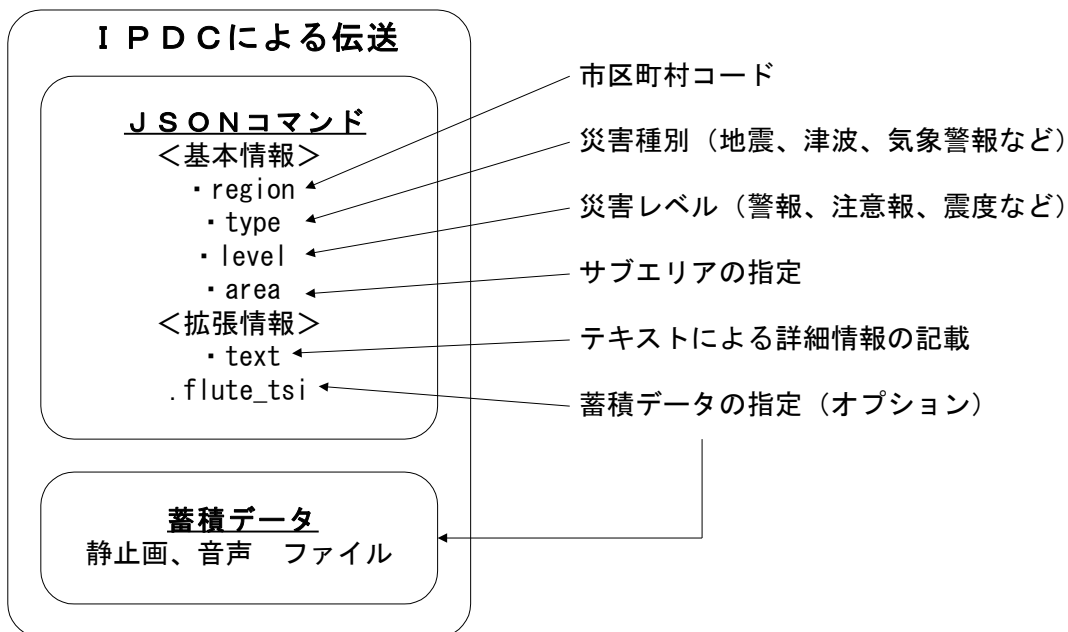 ＩＰＤＣによる伝送
ＪＳＯＮコマンド
＜基本情報＞
・region
・type
・level
・area
＜拡張情報＞
・text
.flute_tsi
市区町村コード
災害種別（地震、津波、気象警報など）
災害レベル（警報、注意報、震度など）
サブエリアの指定
テキストによる詳細情報の記載
蓄積データの指定（オプション）
蓄積データ
静止画、音声　ファイル